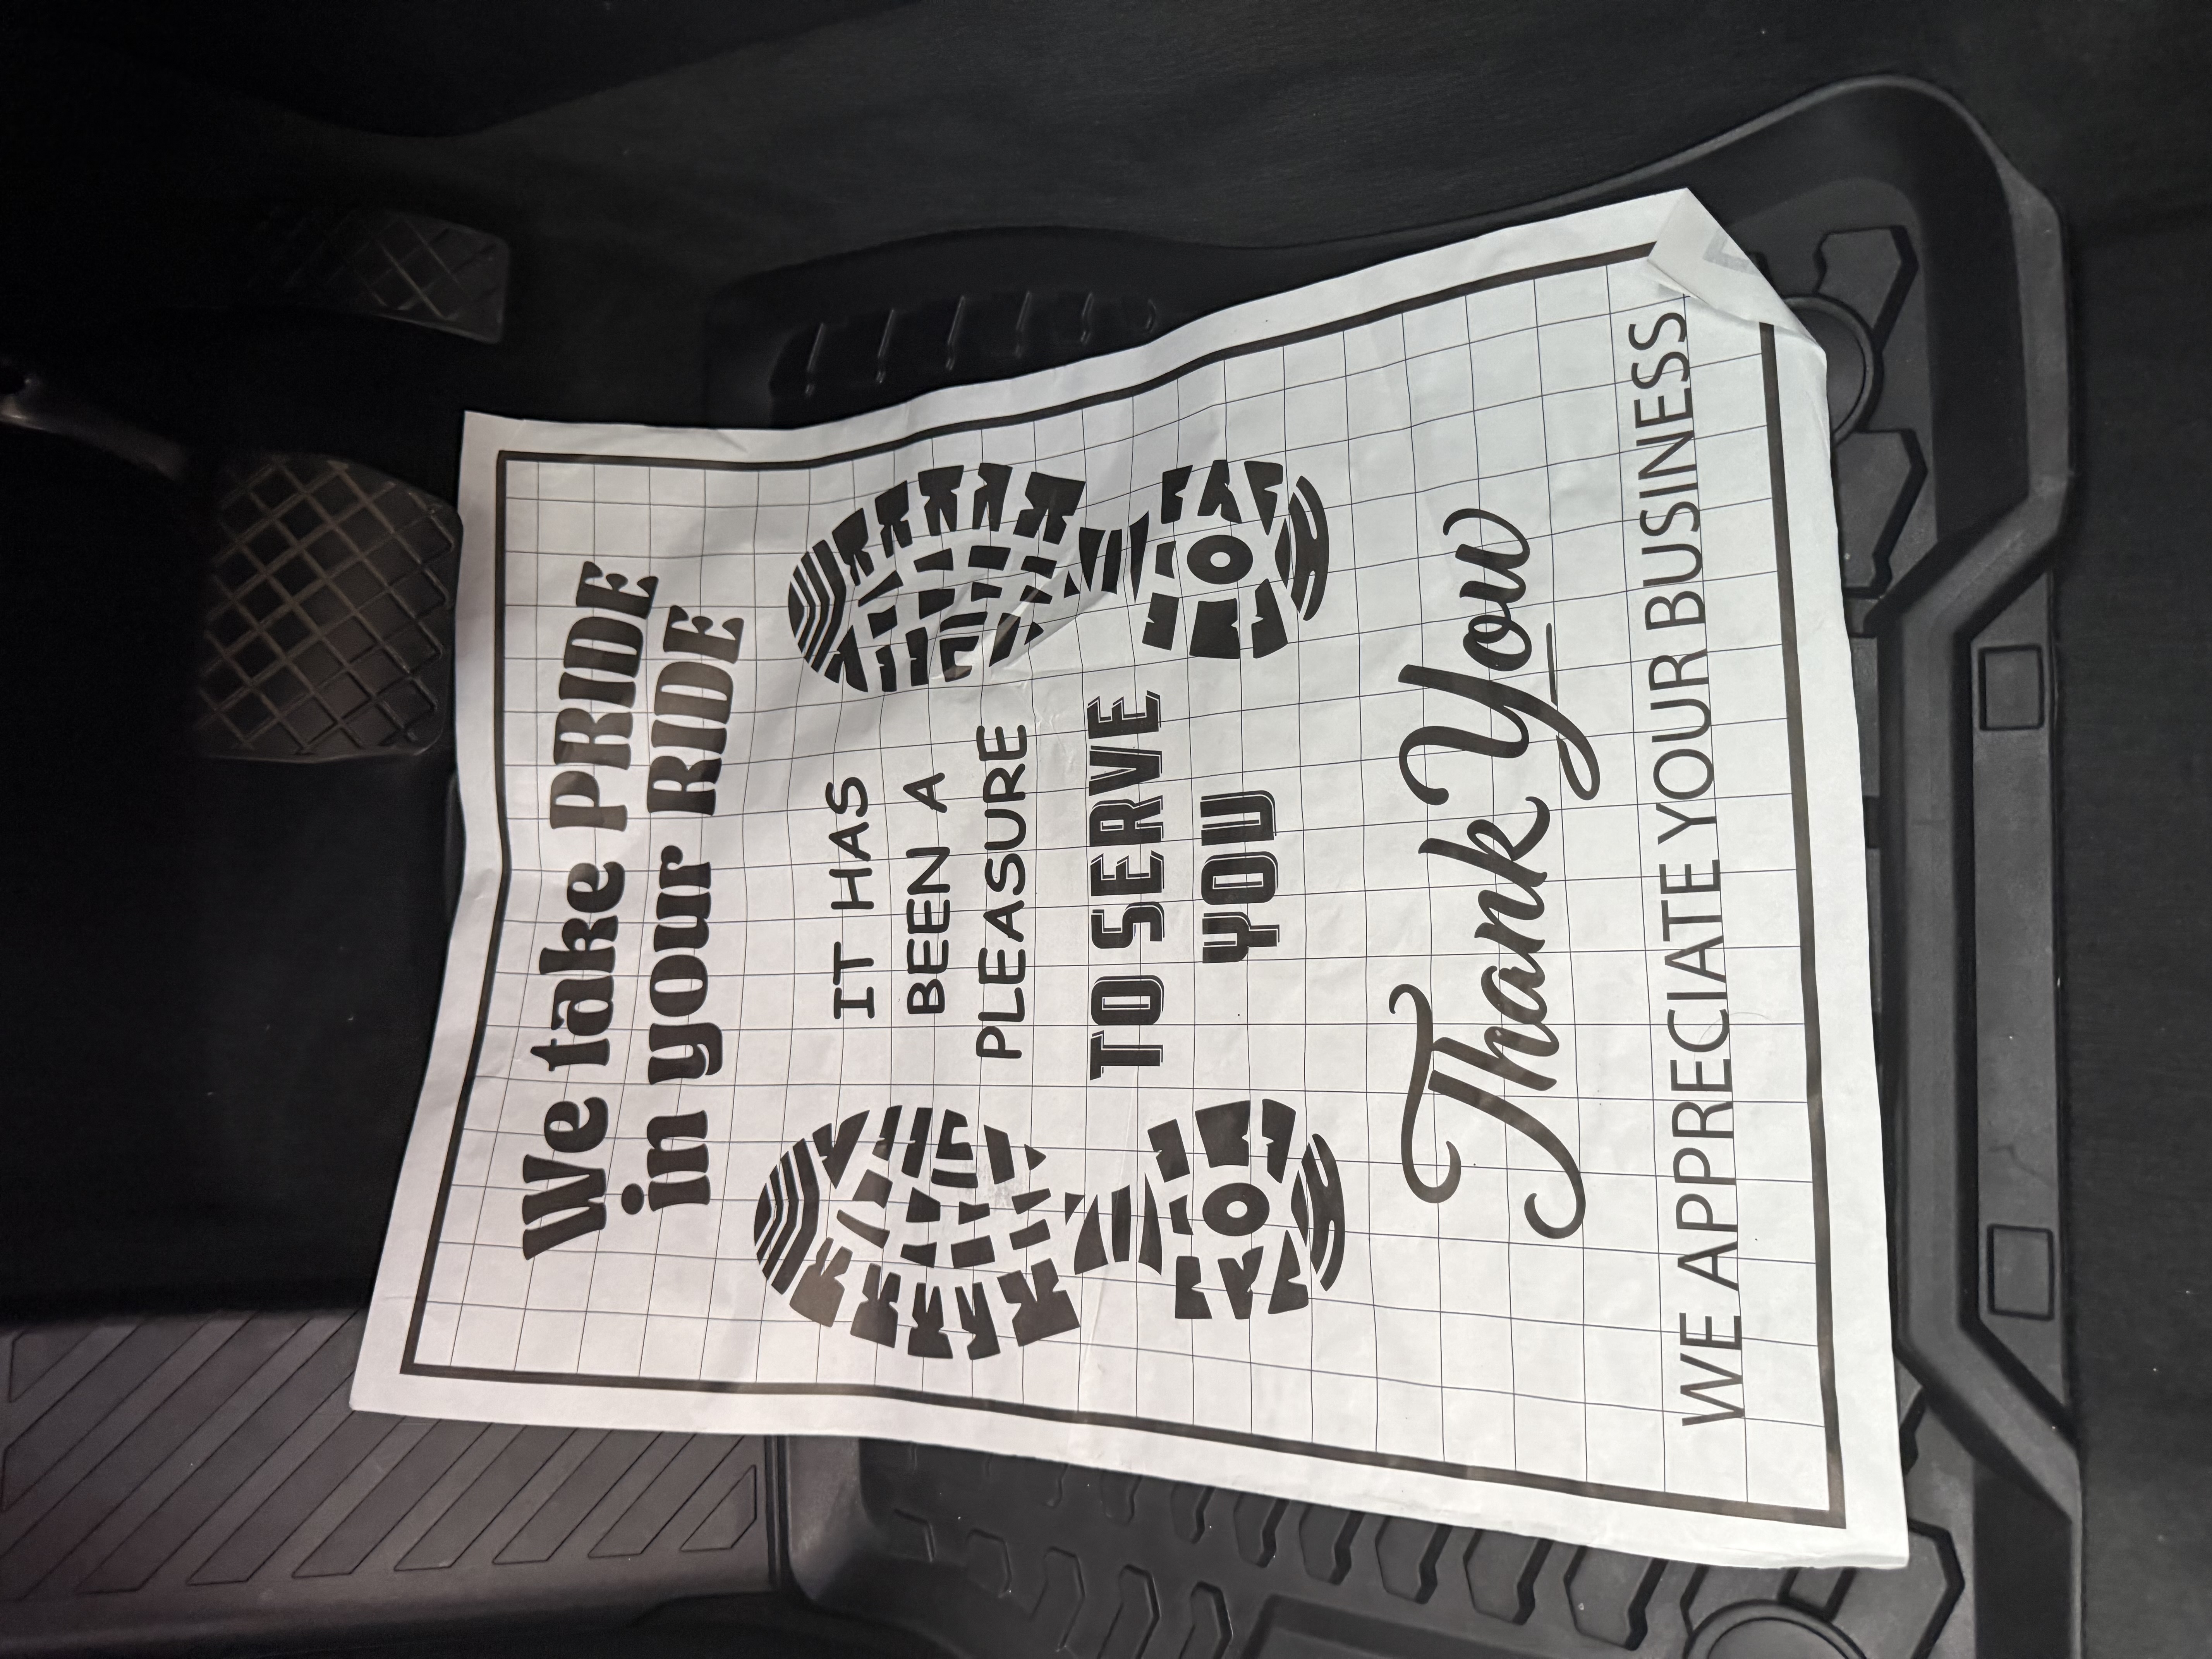 We take PRIDE
in your RIDE
IT HAS
BEEN A
PLEASURE
TO SERVE
YOU
Thank You
WE APPRECIATE YOUR BUSINESS